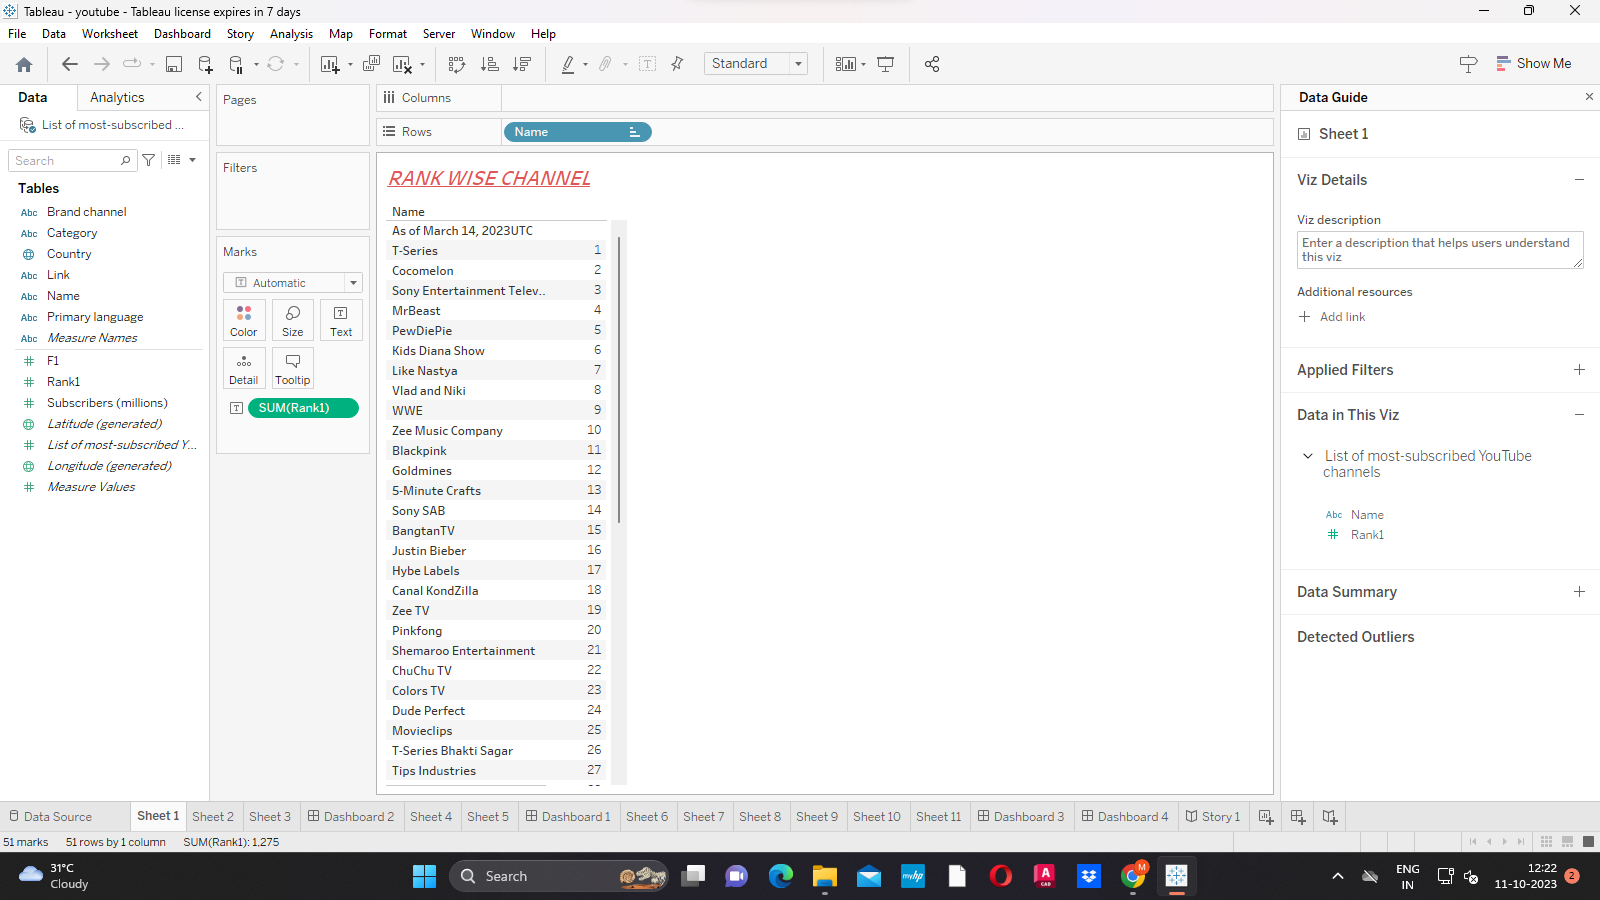 Tableau - youtube - Tableau license expires in 7 days
File Data Worksheet Dashboard Story Analysis Map Format Server Window Help
Standard
Show Me
Data Analytics
List of most-subscribed ...
Search
Tables
Abc Brand channel
Abc Category
Country
Abc Link
Abc Name
Abc Primary language
Abc Measure Names
F1
Rank1
Subscribers (millions)
Latitude (generated)
List of most-subscribed Y...
Longitude (generated)
Measure Values
Pages
Filters
Marks
Automatic
Color Size Text
Detail Tooltip
SUM(Rank1)
Columns
Rows Name
RANK WISE CHANNEL
Name
As of March 14, 2023UTC
T-Series 1
Cocomelon 2
Sony Entertainment Telev.. 3
MrBeast 4
PewDiePie 5
Kids Diana Show 6
Like Nastya 7
Vlad and Niki 8
WWE 9
Zee Music Company 10
Blackpink 11
Goldmines 12
5-Minute Crafts 13
Sony SAB 14
BangtanTV 15
Justin Bieber 16
Hybe Labels 17
Canal KondZilla 18
Zee TV 19
Pinkfong 20
Shemaroo Entertainment 21
ChuChu TV 22
Colors TV 23
Dude Perfect 24
Movieclips 25
T-Series Bhakti Sagar 26
Tips Industries 27
Data Guide
Sheet 1
Viz Details
Viz description
Enter a description that helps users understand
this viz
Additional resources
Add link
Applied Filters
Data in This Viz
List of most-subscribed YouTube
channels
Abc Name
Rank1
Data Summary
Detected Outliers
Data Source Sheet 1 Sheet 2 Sheet 3 Dashboard 2 Sheet 4 Sheet 5 Dashboard 1 Sheet 6 Sheet 7 Sheet 8 Sheet 9 Sheet 10 Sheet 11 Dashboard 3 Dashboard 4 Story 1
51 marks 51 rows by 1 column SUM(Rank1): 1,275
31°C
Cloudy
Search
myhp
A
CAD
M
ENG
IN
12:22
11-10-2023
2